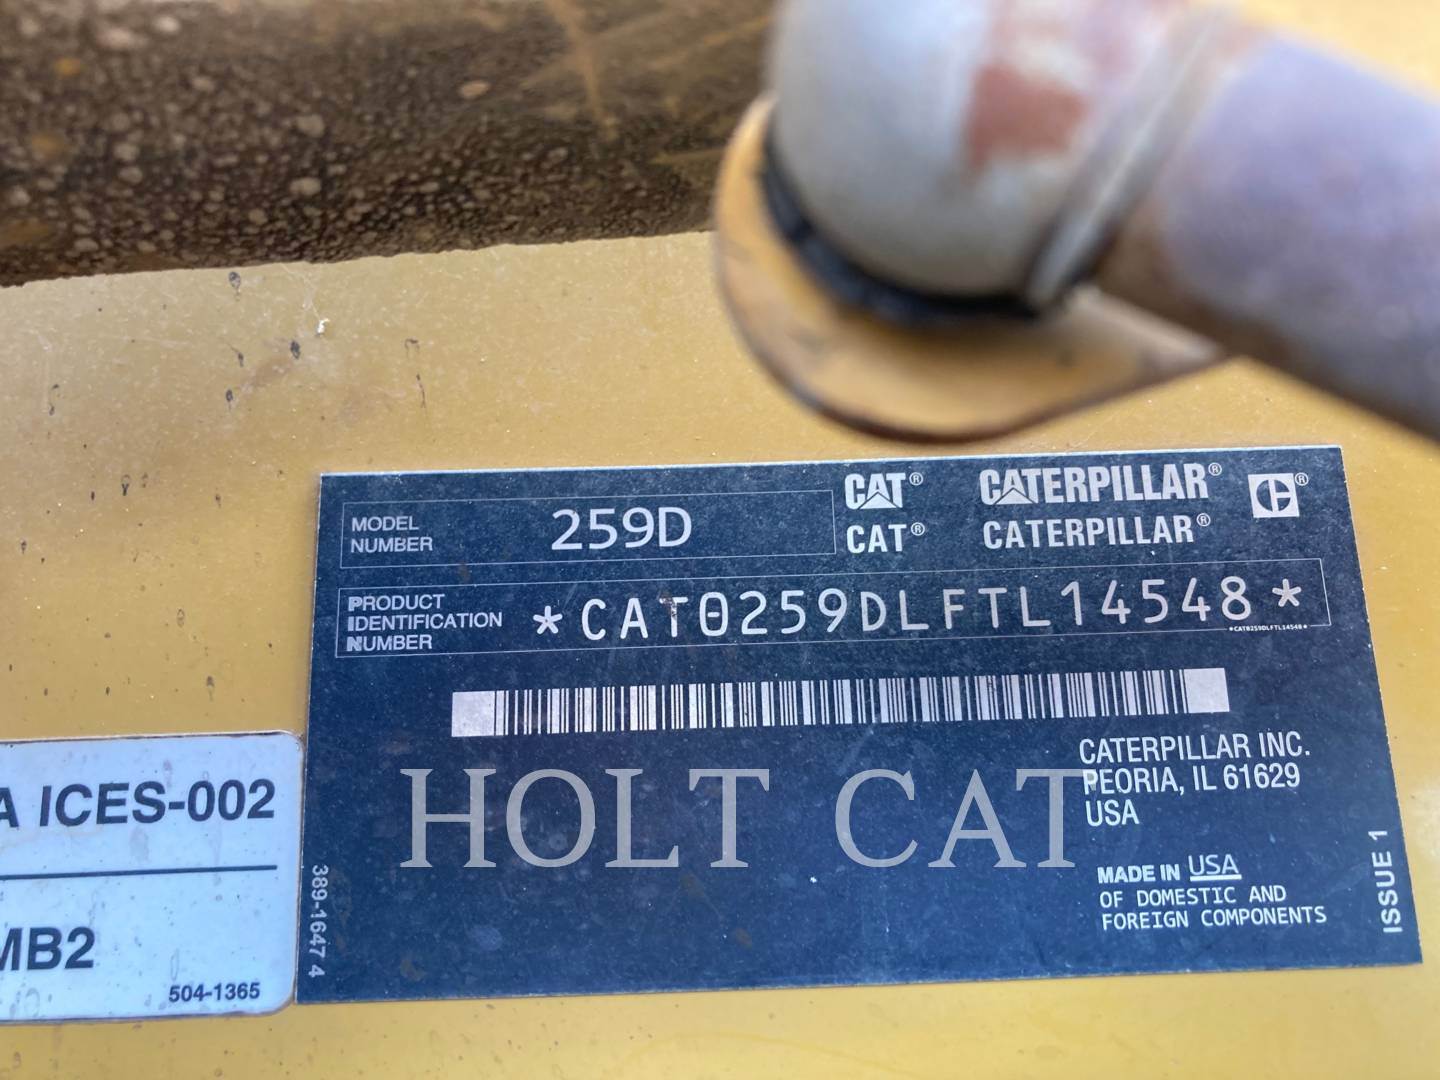 MODEL NUMBER 259D
CAT® CATERPILLAR® C®
CAT® CATERPILLAR®
PRODUCT
IDENTIFICATION
NUMBER
*CAT0259DLFTL14548*
*CAT0259DLFTL14548*
CATERPILLAR INC.
PEORIA, IL 61629
USA
MADE IN USA
OF DOMESTIC AND
FOREIGN COMPONENTS
ISSUE 1
389-1647 4
A ICES-002
MB2
504-1365
HOLT CAT